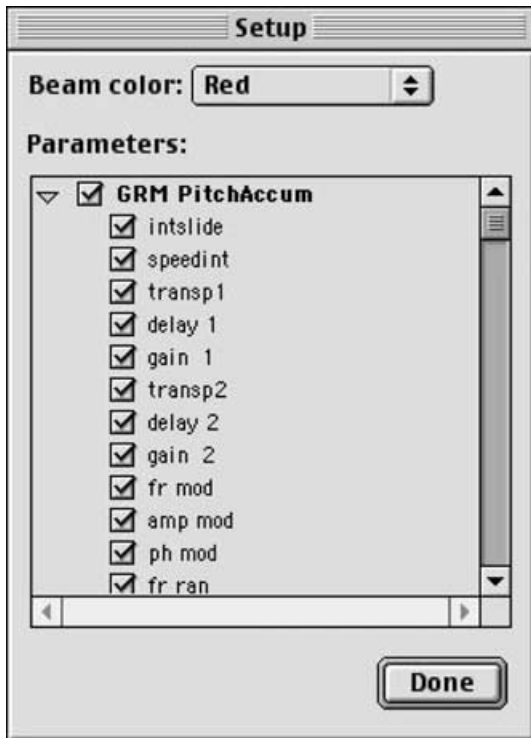 Setup
Beam color: Red
Parameters:
GRM PitchAccum
intslide
speedint
transp1
delay 1
gain 1
transp2
delay 2
gain 2
fr mod
amp mod
ph mod
fr ran
Done